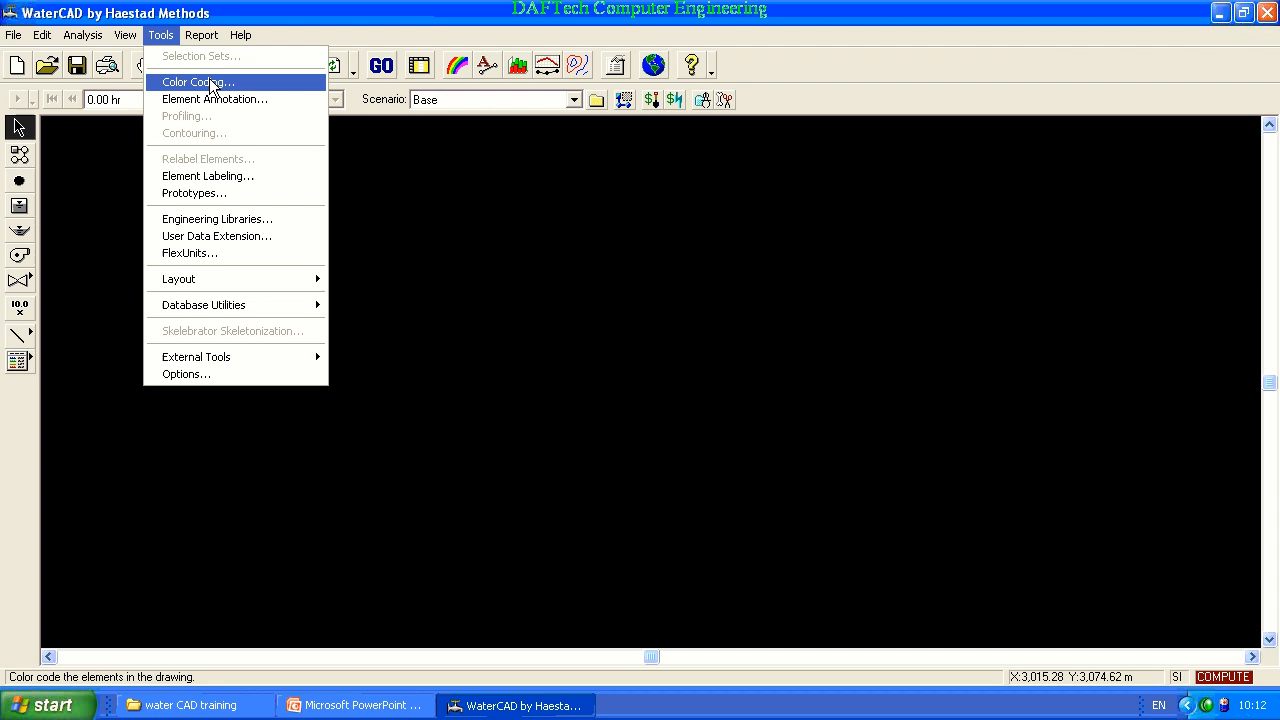 DAFTech Computer Engineering
WaterCAD by Haestad Methods
File Edit Analysis View Tools Report Help
Selection Sets...
Color Coding...
Element Annotation...
Profiling...
Contouring...
Relabel Elements...
Element Labeling...
Prototypes...
Engineering Libraries...
User Data Extension...
FlexUnits...
Layout
Database Utilities
Skelebrator Skeletonization...
External Tools
Options...
GO
0.00 hr
Scenario: Base
10.0
Color code the elements in the drawing.
X:3,015.28 Y:3,074.62 m
SI
COMPUTE
start
water CAD training
Microsoft PowerPoint ...
WaterCAD by Haesta...
EN
10:12